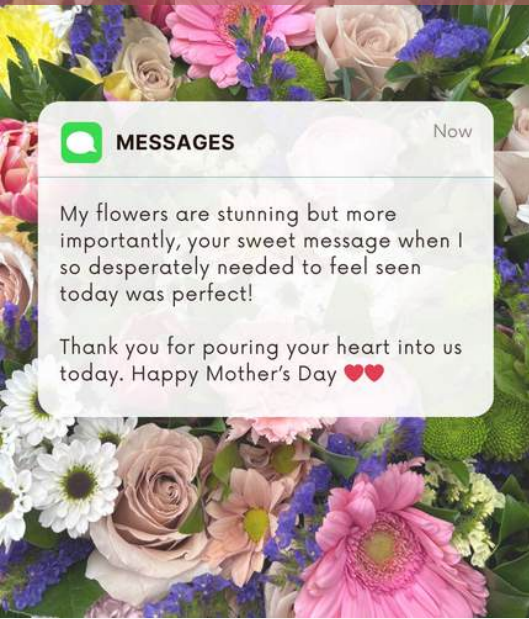 MESSAGES
Now
My flowers are stunning but more
importantly, your sweet message when I
so desperately needed to feel seen
today was perfect!
Thank you for pouring your heart into us
today. Happy Mother's Day ❤️❤️